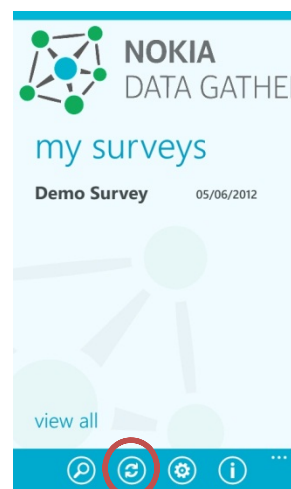 NOKIA
DATA GATHE
my surveys
Demo Survey 05/06/2012
view all